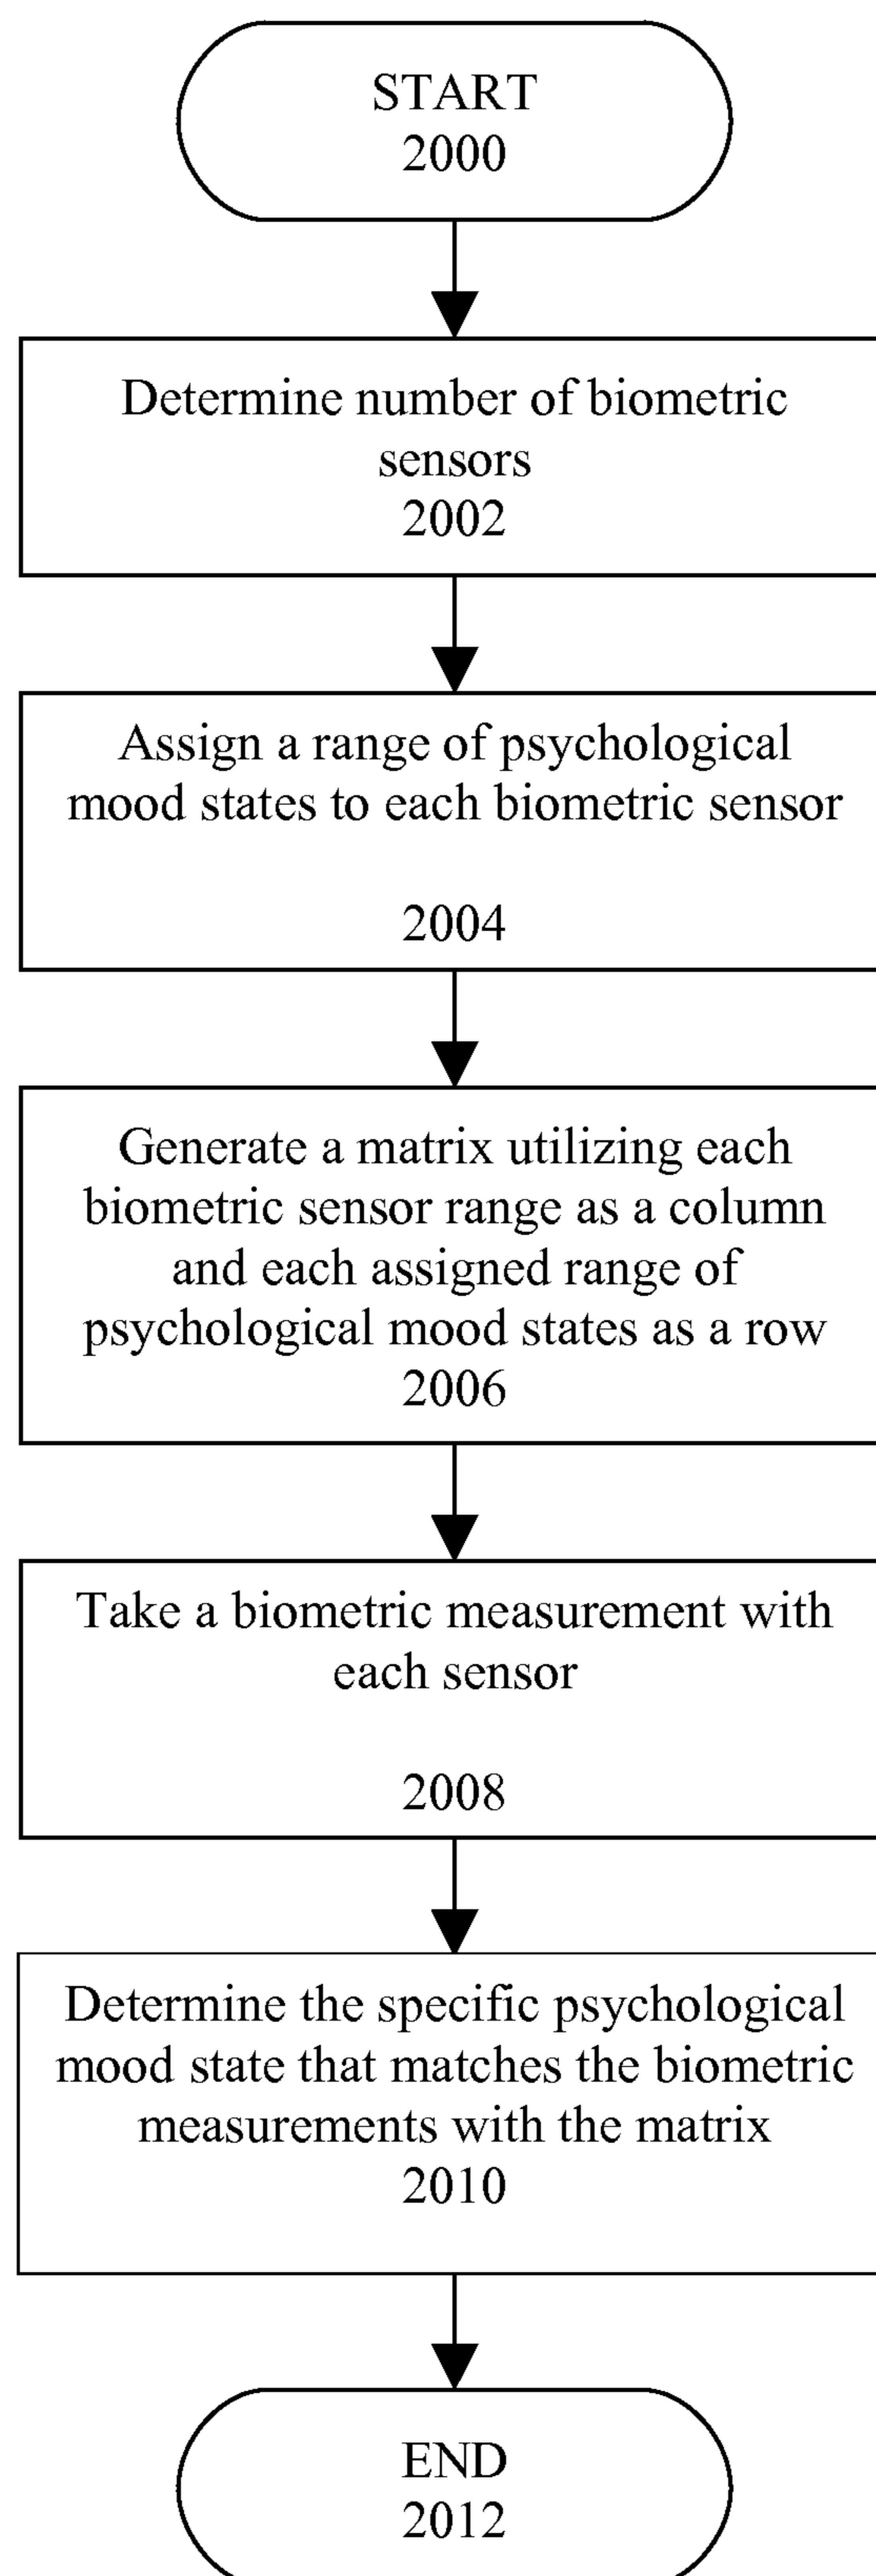 START
2000
Determine number of biometric
sensors
2002
Assign a range of psychological
mood states to each biometric sensor
2004
Generate a matrix utilizing each
biometric sensor range as a column
and each assigned range of
psychological mood states as a row
2006
Take a biometric measurement with
each sensor
2008
Determine the specific psychological
mood state that matches the biometric
measurements with the matrix
2010
END
2012